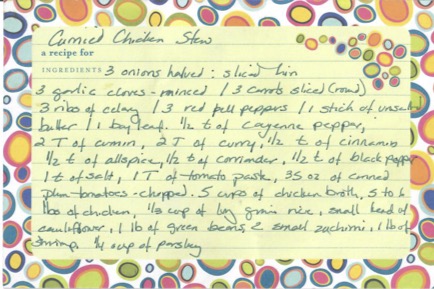 Curried Chicken Stew
a recipe for
INGREDIENTS 3 onions halved : sliced thin
3 garlic cloves - minced / 3 carrots sliced (round)
3 ribs of celery / 3 red bell peppers / 1 stick of unsalted
butter / 1 bay leaf. ½ t of cayenne pepper,
2 T of cumin, 2 T of curry, ½ t of cinnamon
½ t of allspice, ½ t of corriander, ½ t of black pepper
1 t of salt, 1 T of tomato paste, 35 oz of canned
plum tomatoes - chopped. 5 cups of chicken broth, 5 to 6
lbs of chicken, ⅓ cup of long grain rice, small head of
cauliflower, 1 lb of green beans, 2 small zuchinni, 1 lb of
shrimp, ¼ cup of parsley